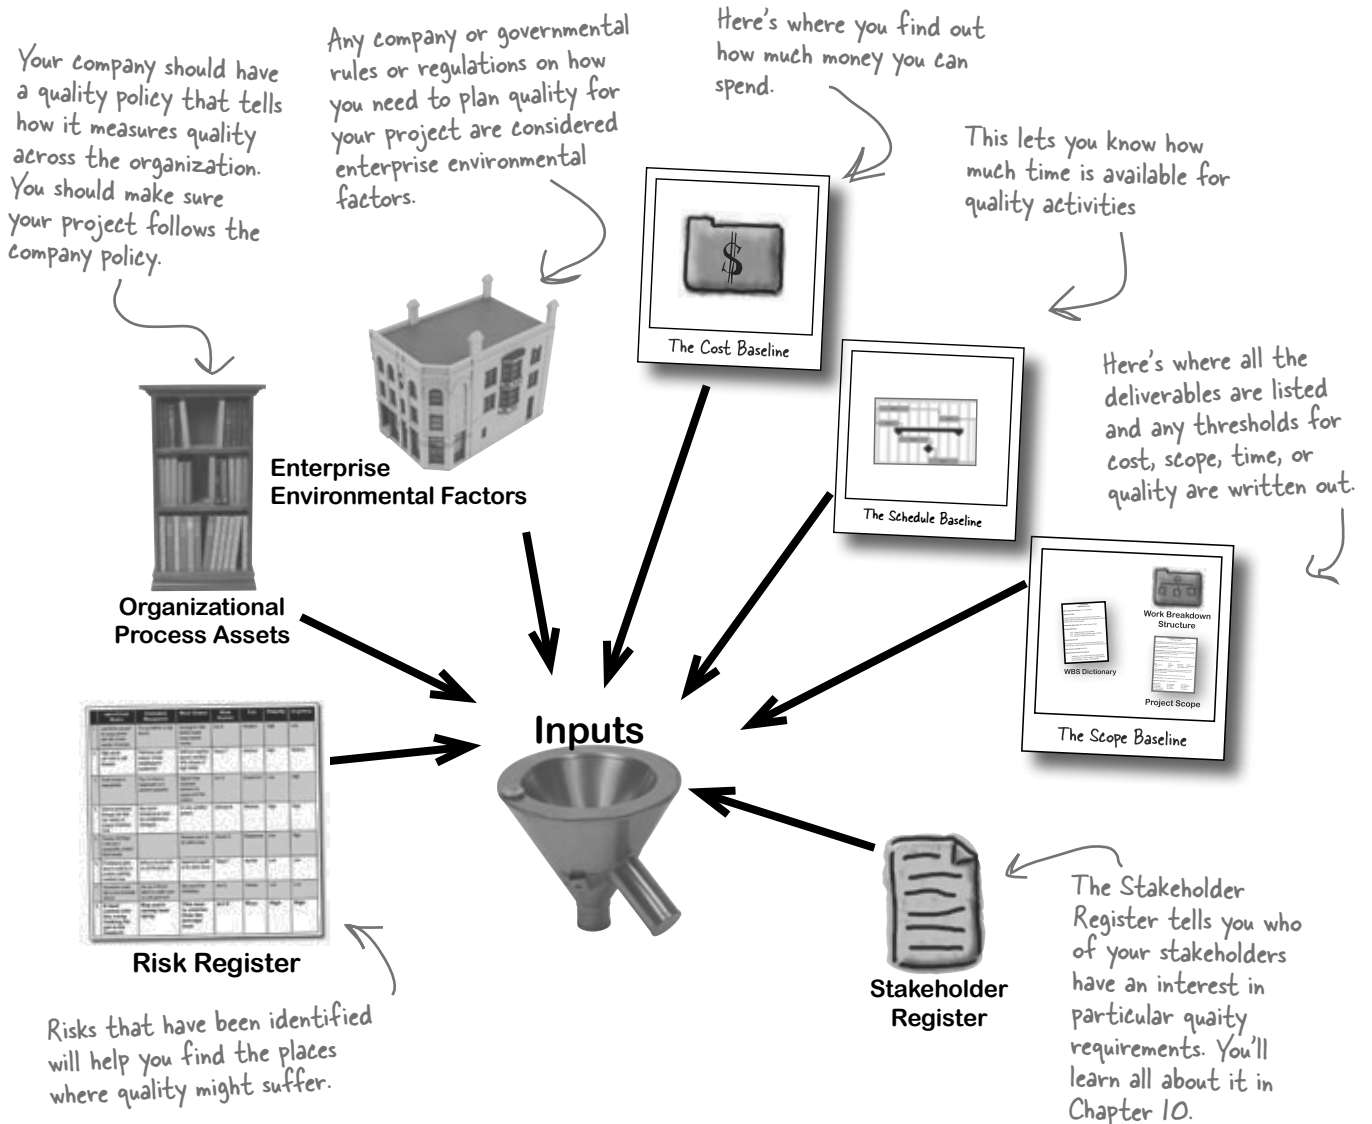 Your company should have
a quality policy that tells
how it measures quality
across the organization.
You should make sure
your project follows the
company policy.
Any company or governmental
rules or regulations on how
you need to plan quality for
your project are considered
enterprise environmental
factors.
Here's where you find out
how much money you can
spend.
This lets you know how
much time is available for
quality activities
Here's where all the
deliverables are listed
and any thresholds for
cost, scope, time, or
quality are written out.
$
The Cost Baseline
The Schedule Baseline
Work Breakdown
Structure
WBS Dictionary
Project Scope
The Scope Baseline
Enterprise
Environmental Factors
Organizational
Process Assets
Inputs
Risk Register
Risks that have been identified
will help you find the places
where quality might suffer.
Stakeholder
Register
The Stakeholder
Register tells you who
of your stakeholders
have an interest in
particular quaity
requirements. You'll
learn all about it in
Chapter 10.